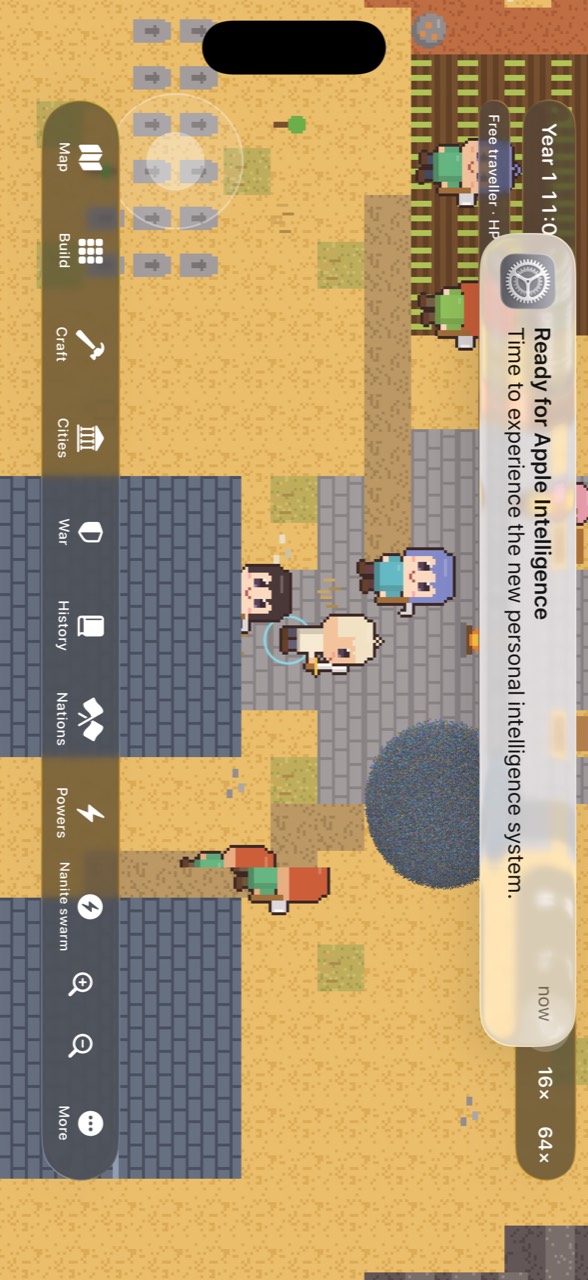 Year 1 11:0
Free traveller · HP
Ready for Apple Intelligence
now
Time to experience the new personal intelligence system.
16×
64×
Map
Build
Craft
Cities
War
History
Nations
Powers
Nanite swarm
More